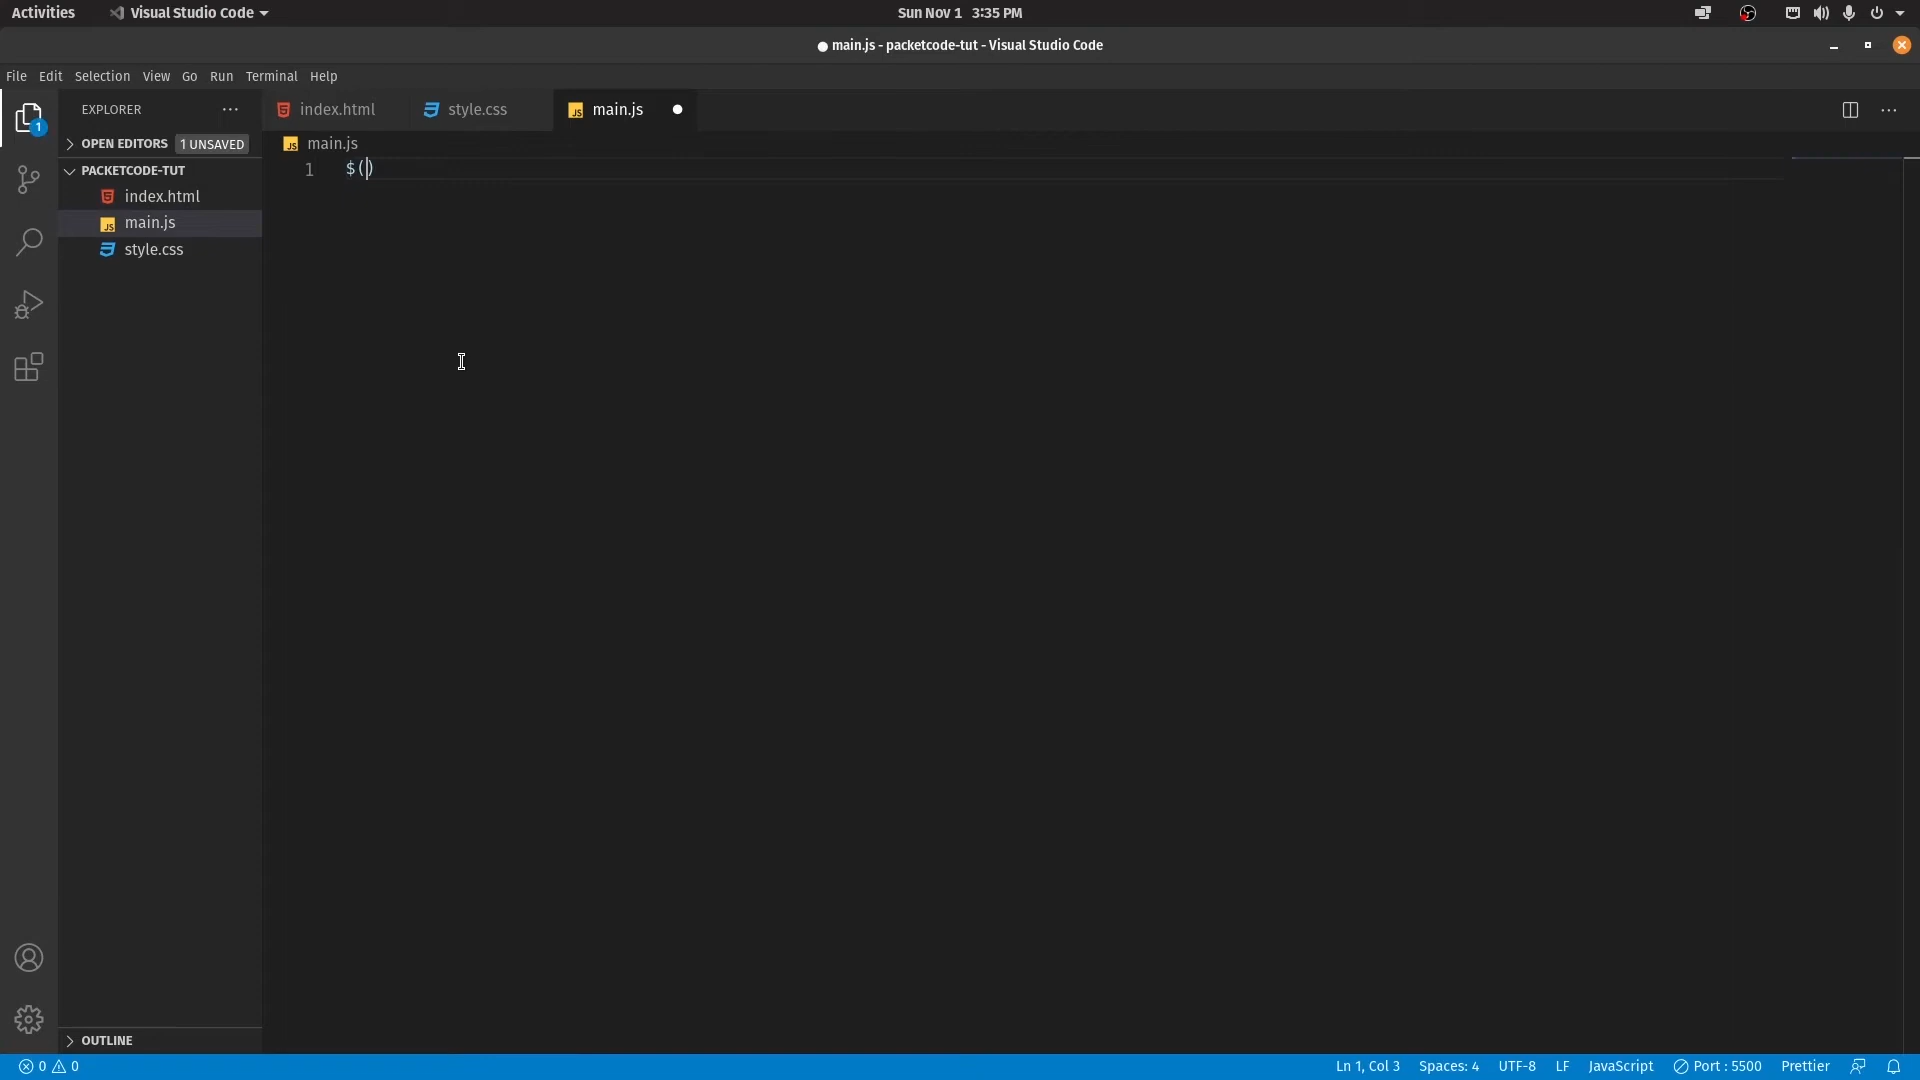 Activities Visual Studio Code Sun Nov 1 3:35 PM
● main.js - packetcode-tut - Visual Studio Code
File Edit Selection View Go Run Terminal Help
EXPLORER ··· index.html style.css main.js ●
1
OPEN EDITORS 1 UNSAVED
main.js
PACKETCODE-TUT
1 $()
index.html
main.js
style.css
OUTLINE
0 0 Ln 1, Col 3 Spaces: 4 UTF-8 LF JavaScript Port : 5500 Prettier